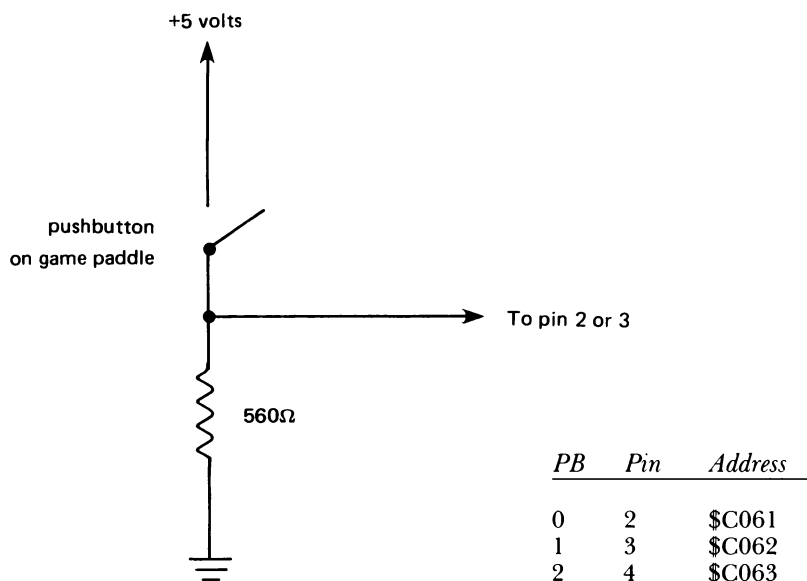 +5 volts
pushbutton
on game paddle
To pin 2 or 3
560Ω
PB Pin Address
0 2 $C061
1 3 $C062
2 4 $C063